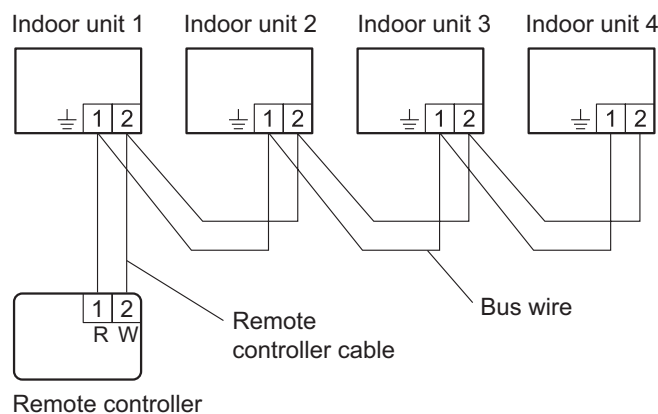 Indoor unit 1 Indoor unit 2 Indoor unit 3 Indoor unit 4
1 2 1 2 1 2 1 2
1 2
R W
Remote controller
Remote
controller cable
Bus wire